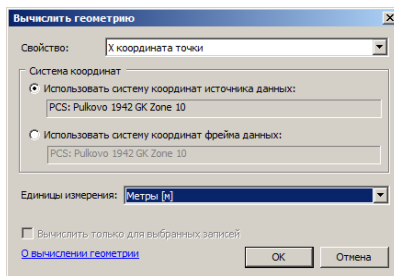 Вычислить геометрию
Свойство: X координата точки
Система координат
Использовать систему координат источника данных:
PCS: Pulkovo 1942 GK Zone 10
Использовать систему координат фрейма данных:
PCS: Pulkovo 1942 GK Zone 10
Единицы измерения: Метры [м]
Вычислить только для выбранных записей
О вычислении геометрии OK Отмена